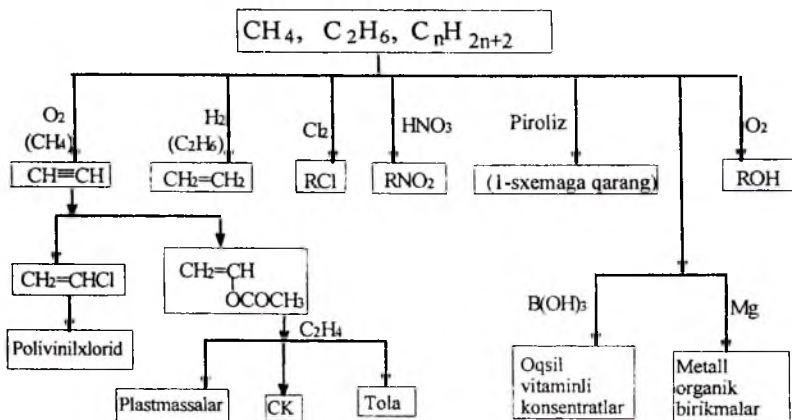 CH4, C2H6, CnH2n+2
O2
(CH4)
H2
(C2H6)
Cl2
HNO3
Piroliz
O2
CH≡CH
CH2=CH2
RCl
RNO2
(1-sxemaga qarang)
ROH
CH2=CHCl
CH2=CH
OCOCH3
B(OH)3
Mg
Polivinilxlorid
C2H4
Plastmassalar
CK
Tola
Oqsil
vitaminli
konsentratlar
Metall
organik
birikmalar